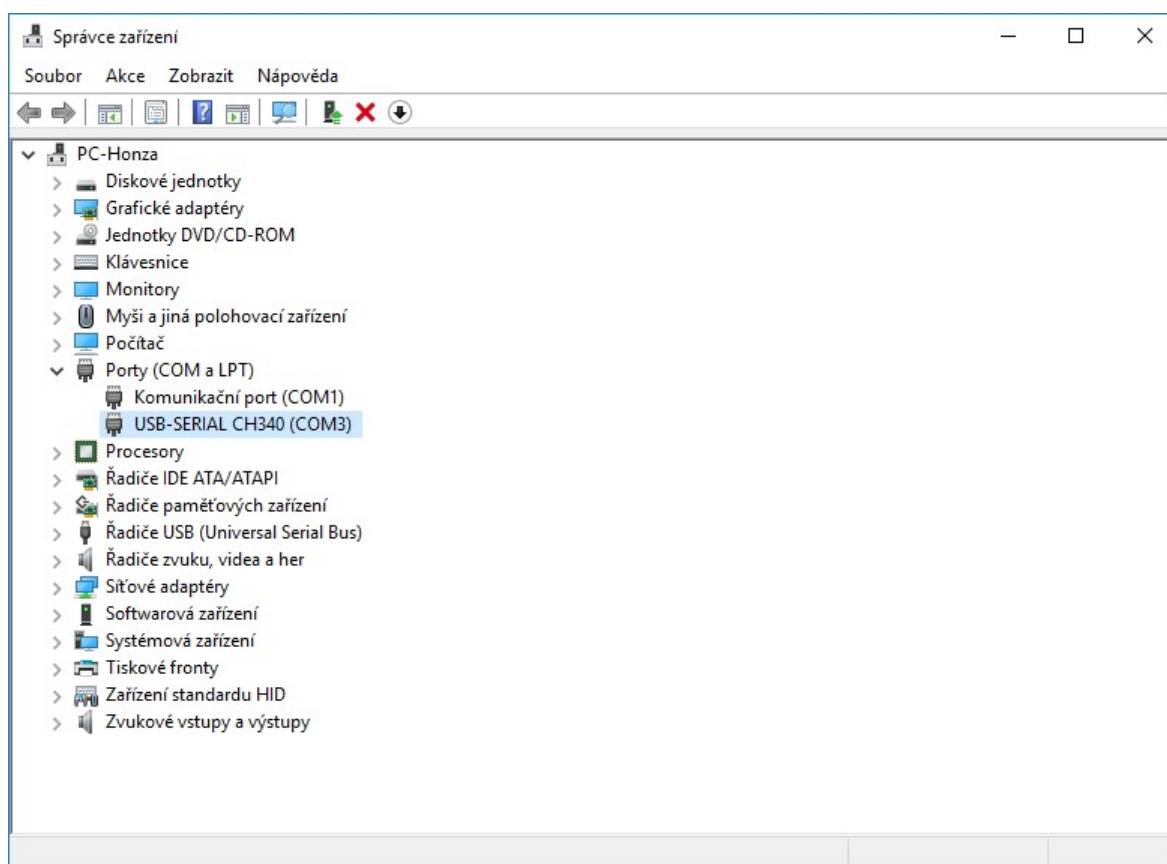 Správce zařízení
Soubor Akce Zobrazit Nápověda
PC-Honza
Diskové jednotky
Grafické adaptéry
Jednotky DVD/CD-ROM
Klávesnice
Monitory
Myši a jiná polohovací zařízení
Počítač
Porty (COM a LPT)
Komunikační port (COM1)
USB-SERIAL CH340 (COM3)
Procesory
Řadiče IDE ATA/ATAPI
Řadiče paměťových zařízení
Řadiče USB (Universal Serial Bus)
Řadiče zvuku, videa a her
Síťové adaptéry
Softwarová zařízení
Systémová zařízení
Tiskové fronty
Zařízení standardu HID
Zvukové vstupy a výstupy